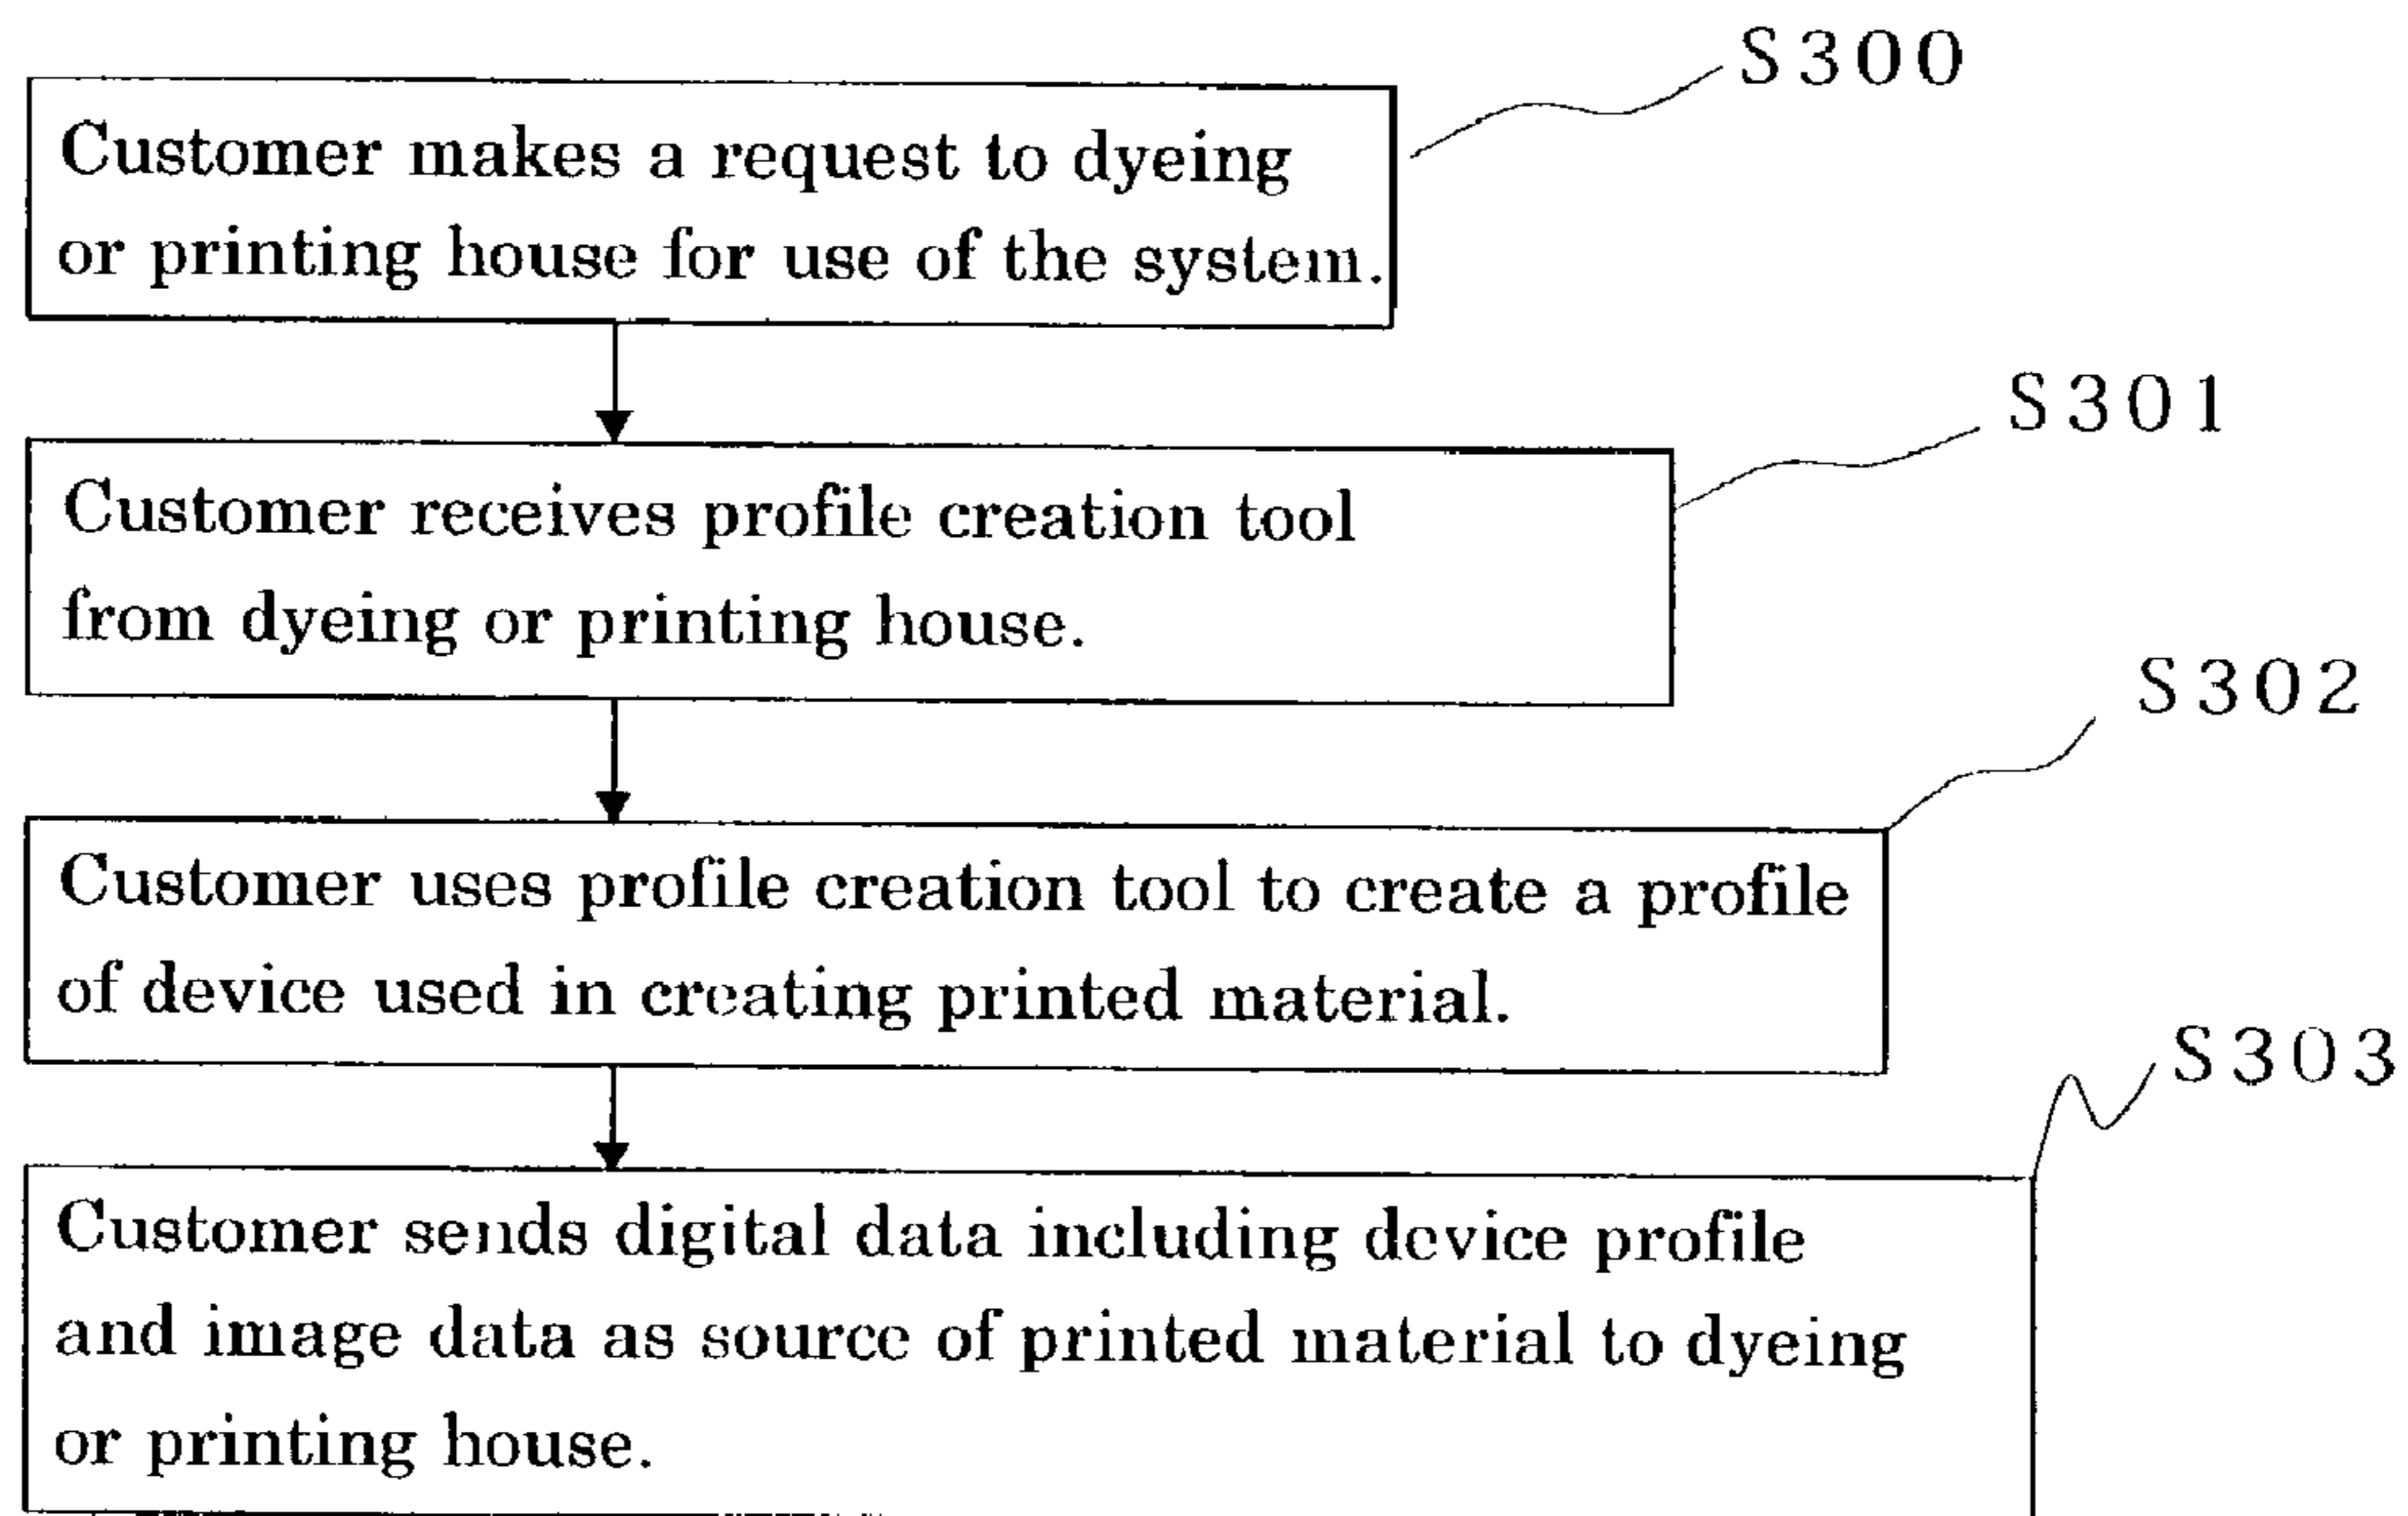 S300
Customer makes a request to dyeing
or printing house for use of the system.
S301
Customer receives profile creation tool
from dyeing or printing house.
S302
Customer uses profile creation tool to create a profile
of device used in creating printed material.
S303
Customer sends digital data including device profile
and image data as source of printed material to dyeing
or printing house.